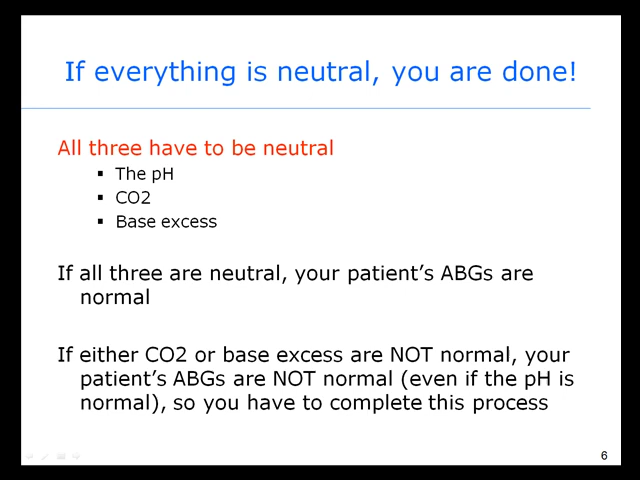 If everything is neutral, you are done!
All three have to be neutral
▪ The pH
▪ CO2
▪ Base excess
If all three are neutral, your patient’s ABGs are
normal
If either CO2 or base excess are NOT normal, your
patient’s ABGs are NOT normal (even if the pH is
normal), so you have to complete this process
6